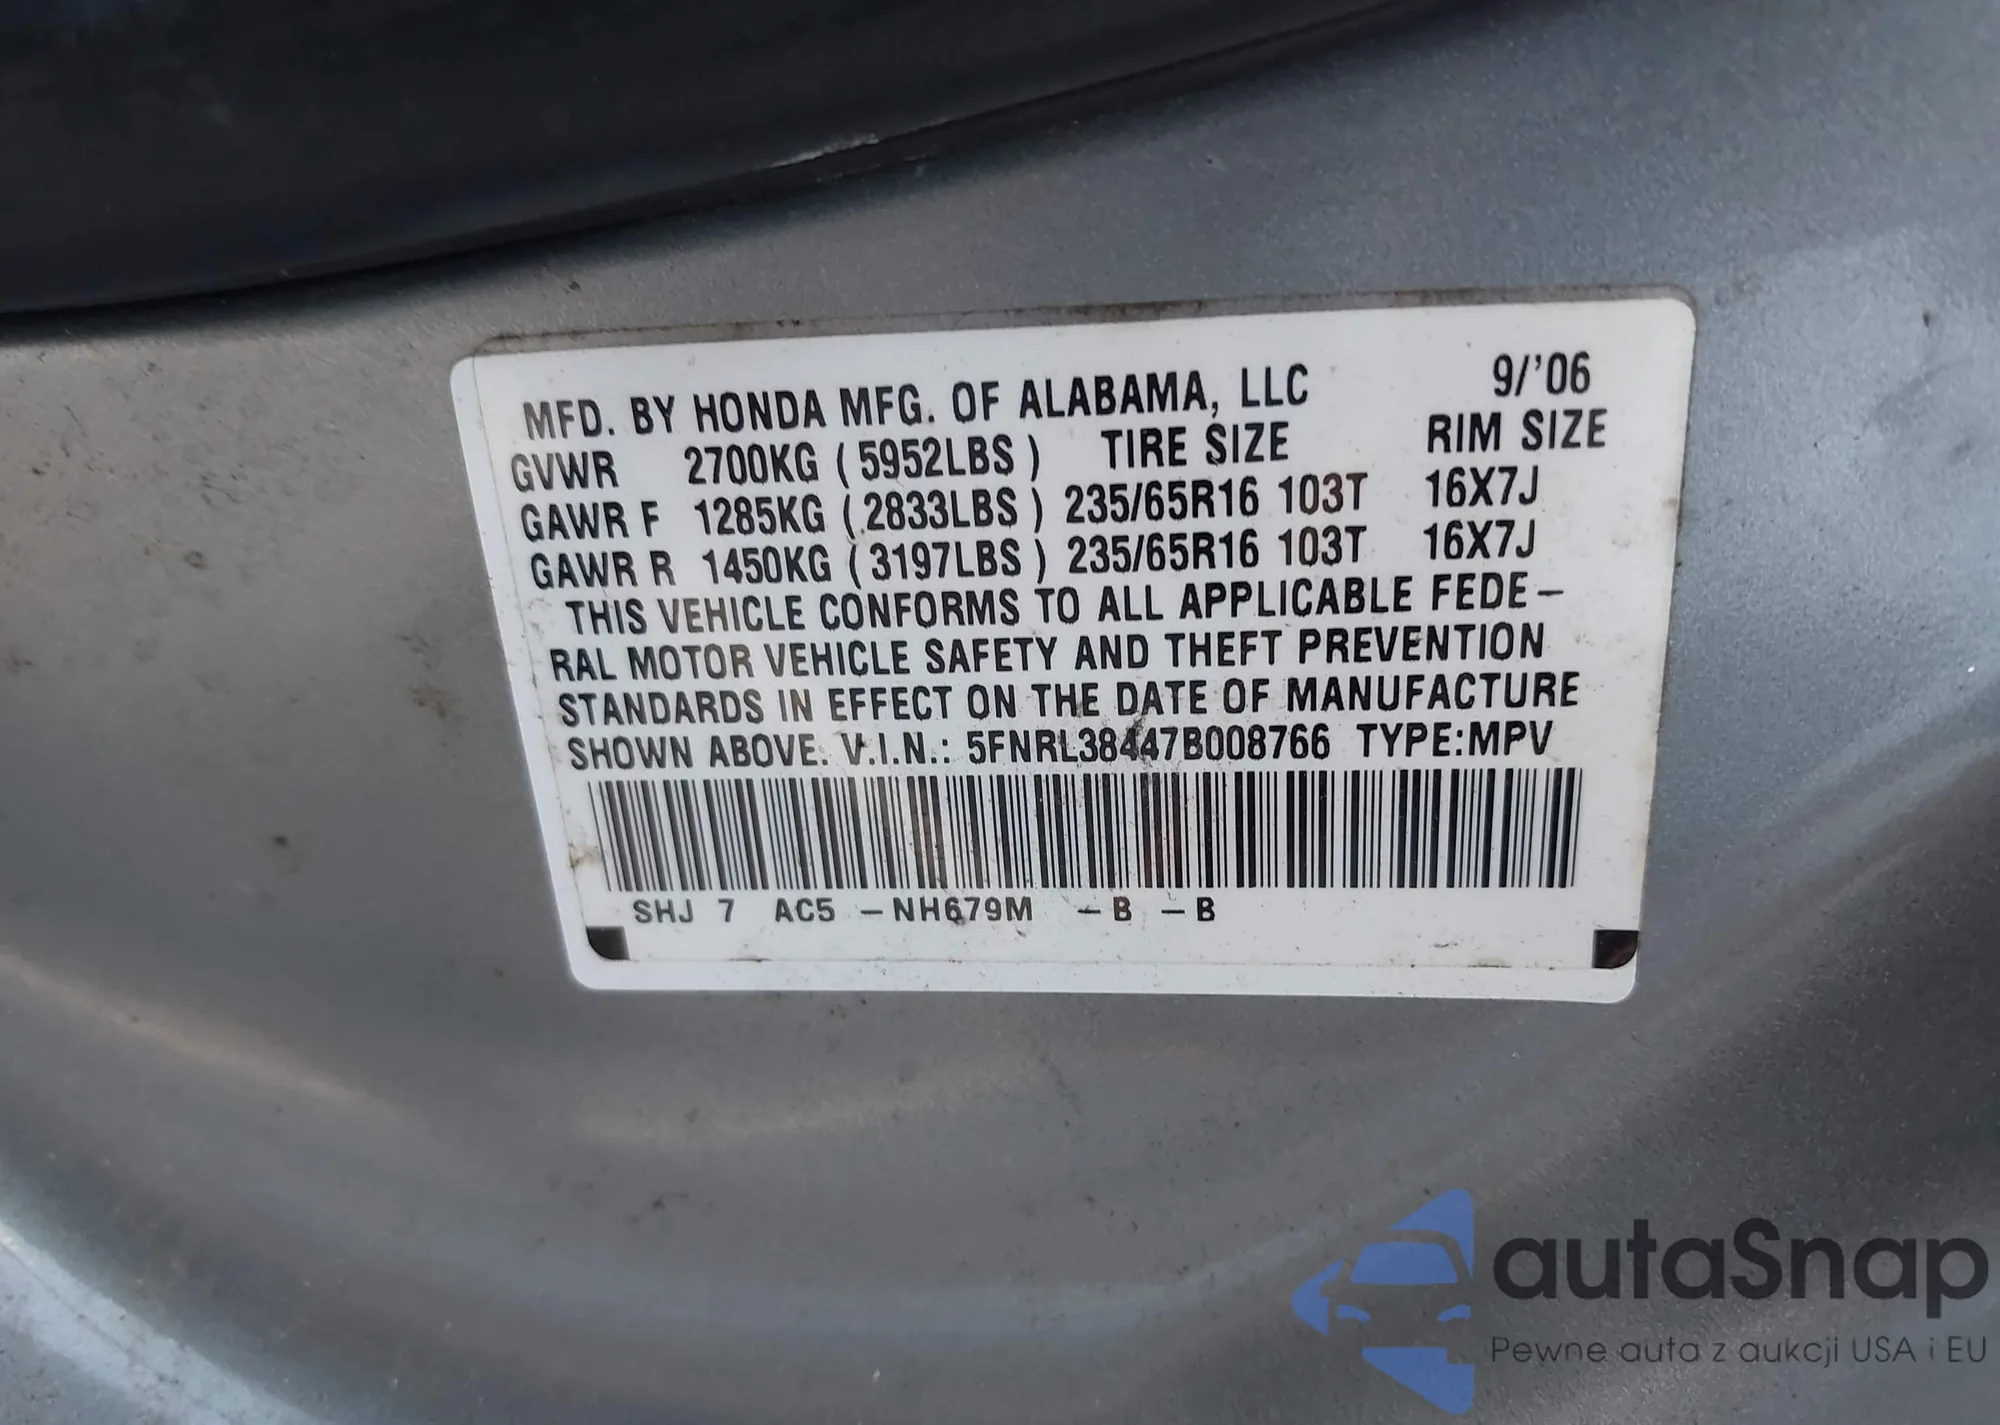 MFD. BY HONDA MFG. OF ALABAMA, LLC 9/'06
GVWR 2700KG (5952LBS) TIRE SIZE RIM SIZE
GAWR F 1285KG (2833LBS) 235/65R16 103T 16X7J
GAWR R 1450KG (3197LBS) 235/65R16 103T 16X7J
THIS VEHICLE CONFORMS TO ALL APPLICABLE FEDE-
RAL MOTOR VEHICLE SAFETY AND THEFT PREVENTION
STANDARDS IN EFFECT ON THE DATE OF MANUFACTURE
SHOWN ABOVE. V.I.N.: 5FNRL38447B008766 TYPE:MPV
SHJ 7 AC5 -NH679M -B -B
autaSnap
Pewne auta z aukcji USA i EU